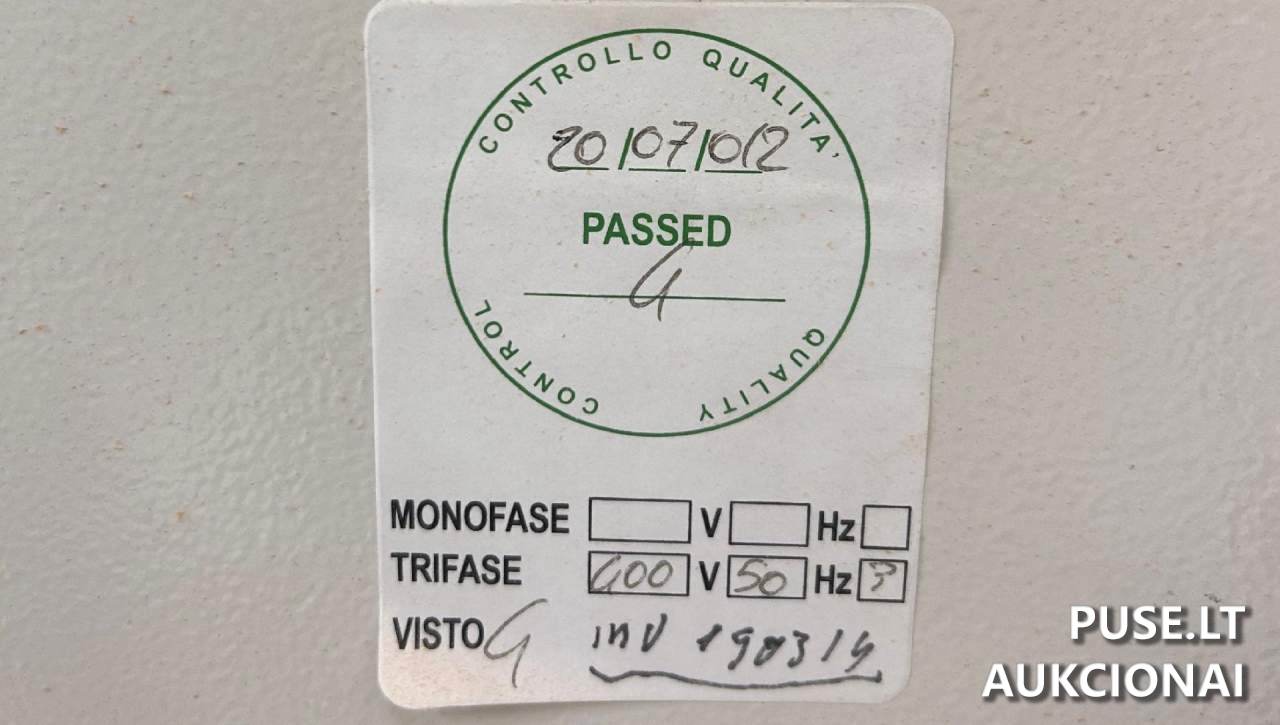 CONTROLLO QUALITA'
20/07/012
PASSED
G
CONTROL QUALITY
MONOFASE V Hz
TRIFASE 400 V 50 Hz 3
VISTO G inv 190314
PUSE.LT
AUKCIONAI